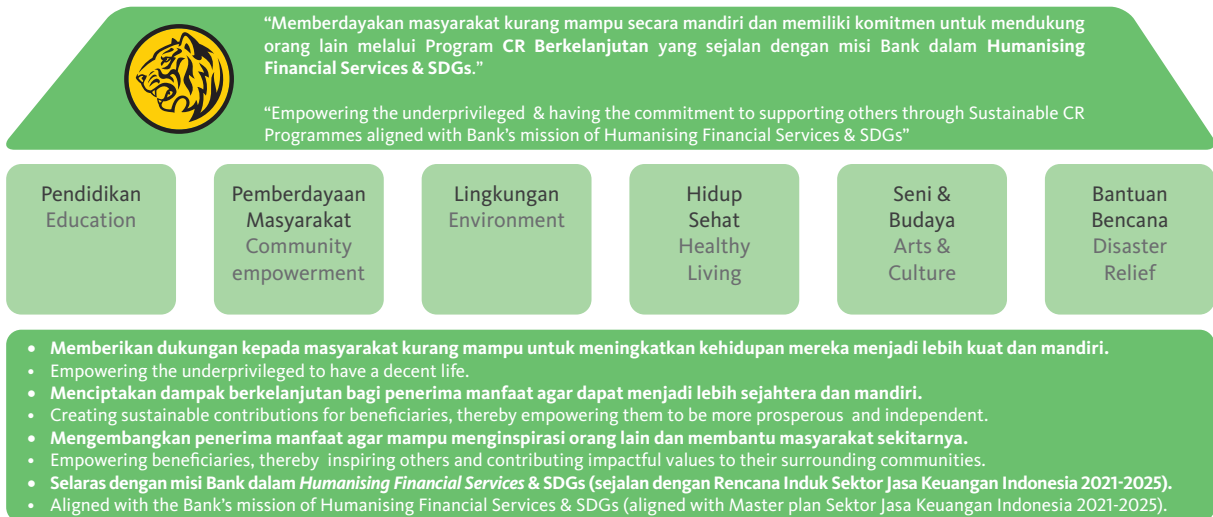 “Memberdayakan masyarakat kurang mampu secara mandiri dan memiliki komitmen untuk mendukung
orang lain melalui Program CR Berkelanjutan yang sejalan dengan misi Bank dalam Humanising
Financial Services & SDGs.”
“Empowering the underprivileged & having the commitment to supporting others through Sustainable CR
Programmes aligned with Bank’s mission of Humanising Financial Services & SDGs”
Pendidikan
Education
Pemberdayaan
Masyarakat
Community
empowerment
Lingkungan
Environment
Hidup
Sehat
Healthy
Living
Seni &
Budaya
Arts &
Culture
Bantuan
Bencana
Disaster
Relief
• Memberikan dukungan kepada masyarakat kurang mampu untuk meningkatkan kehidupan mereka menjadi lebih kuat dan mandiri.
• Empowering the underprivileged to have a decent life.
• Menciptakan dampak berkelanjutan bagi penerima manfaat agar dapat menjadi lebih sejahtera dan mandiri.
• Creating sustainable contributions for beneficiaries, thereby empowering them to be more prosperous and independent.
• Mengembangkan penerima manfaat agar mampu menginspirasi orang lain dan membantu masyarakat sekitarnya.
• Empowering beneficiaries, thereby inspiring others and contributing impactful values to their surrounding communities.
• Selaras dengan misi Bank dalam Humanising Financial Services & SDGs (sejalan dengan Rencana Induk Sektor Jasa Keuangan Indonesia 2021-2025).
• Aligned with the Bank’s mission of Humanising Financial Services & SDGs (aligned with Master plan Sektor Jasa Keuangan Indonesia 2021-2025).